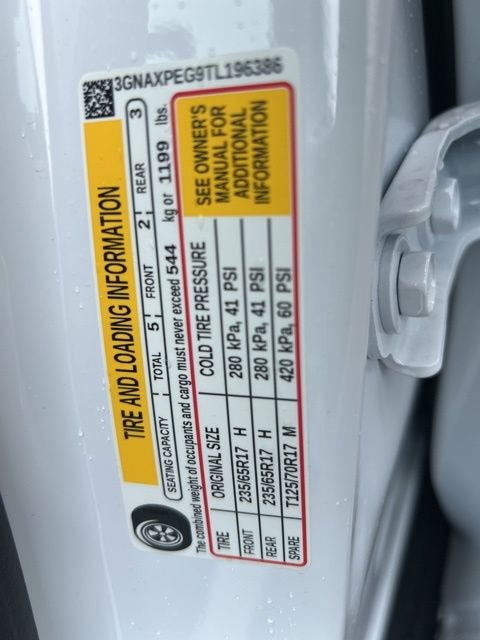 3GNAXPEG9TL196386
TIRE AND LOADING INFORMATION
SEATING CAPACITY TOTAL 5 FRONT 2 REAR 3
The combined weight of occupants and cargo must never exceed 544 kg or 1199 lbs.
TIRE ORIGINAL SIZE COLD TIRE PRESSURE
FRONT 235/65R17 H 280 kPa, 41 PSI
REAR 235/65R17 H 280 kPa, 41 PSI
SPARE T125/70R17 M 420 kPa, 60 PSI
SEE OWNER'S
MANUAL FOR
ADDITIONAL
INFORMATION